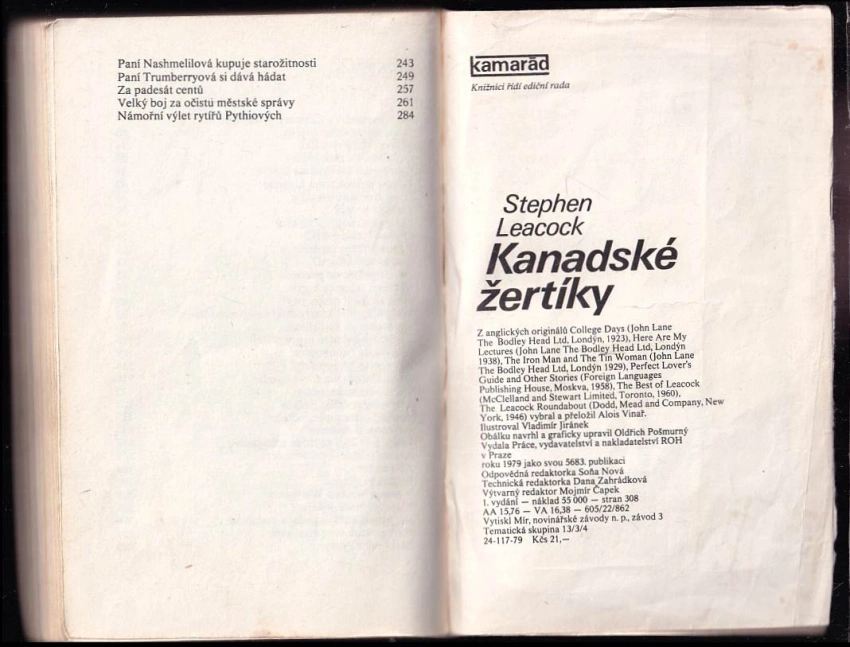 Paní Nashmelilová kupuje starožitnosti 243
Paní Trumberryová si dává hádat 249
Za padesát centů 257
Velký boj za očistu městské správy 261
Námořní výlet rytířů Pythiových 284
kamarád
Knižnici řídí ediční rada
Stephen
Leacock
Kanadské
žertíky
Z anglických originálů College Days (John Lane
The Bodley Head Ltd, Londýn, 1923), Here Are My
Lectures (John Lane The Bodley Head Ltd, Londýn
1938), The Iron Man and The Tin Woman (John Lane
The Bodley Head Ltd, Londýn 1929), Perfect Lover's
Guide and Other Stories (Foreign Languages
Publishing House, Moskva, 1958), The Best of Leacock
(McClelland and Stewart Limited, Toronto, 1960),
The Leacock Roundabout (Dodd, Mead and Company, New
York, 1946) vybral a přeložil Alois Vinař.
Ilustroval Vladimír Jiránek
Obálku navrhl a graficky upravil Oldřich Pošmurný
Vydala Práce, vydavatelství a nakladatelství ROH
v Praze
roku 1979 jako svou 5683. publikaci
Odpovědná redaktorka Soňa Nová
Technická redaktorka Dana Zahrádková
Výtvarný redaktor Mojmír Čapek
1. vydání — náklad 55 000 — stran 308
AA 15,76 — VA 16,38 — 605/22/862
Vytiskl Mír, novinářské závody n. p., závod 3
Tematická skupina 13/3/4
24-117-79 Kčs 21,—